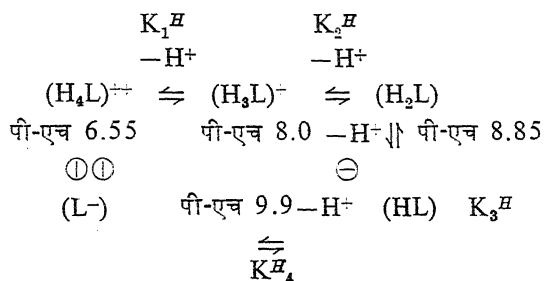 K₁ᴴ K₂ᴴ
—H⁺ —H⁺
(H₄L)⁺⁺ ⇌ (H₃L)⁺ ⇌ (H₂L)
पी-एच 6.55 पी-एच 8.0 —H⁺ ⇌ पी-एच 8.85
⊖⊖ ⊖
(L⁻) पी-एच 9.9—H⁺ (HL) K₃ᴴ
⇌
Kᴴ₄